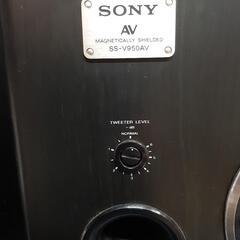 SONY
AV
MAGNETICALLY SHIELDED
SS-V950AV
TWEETER LEVEL
NORMAL